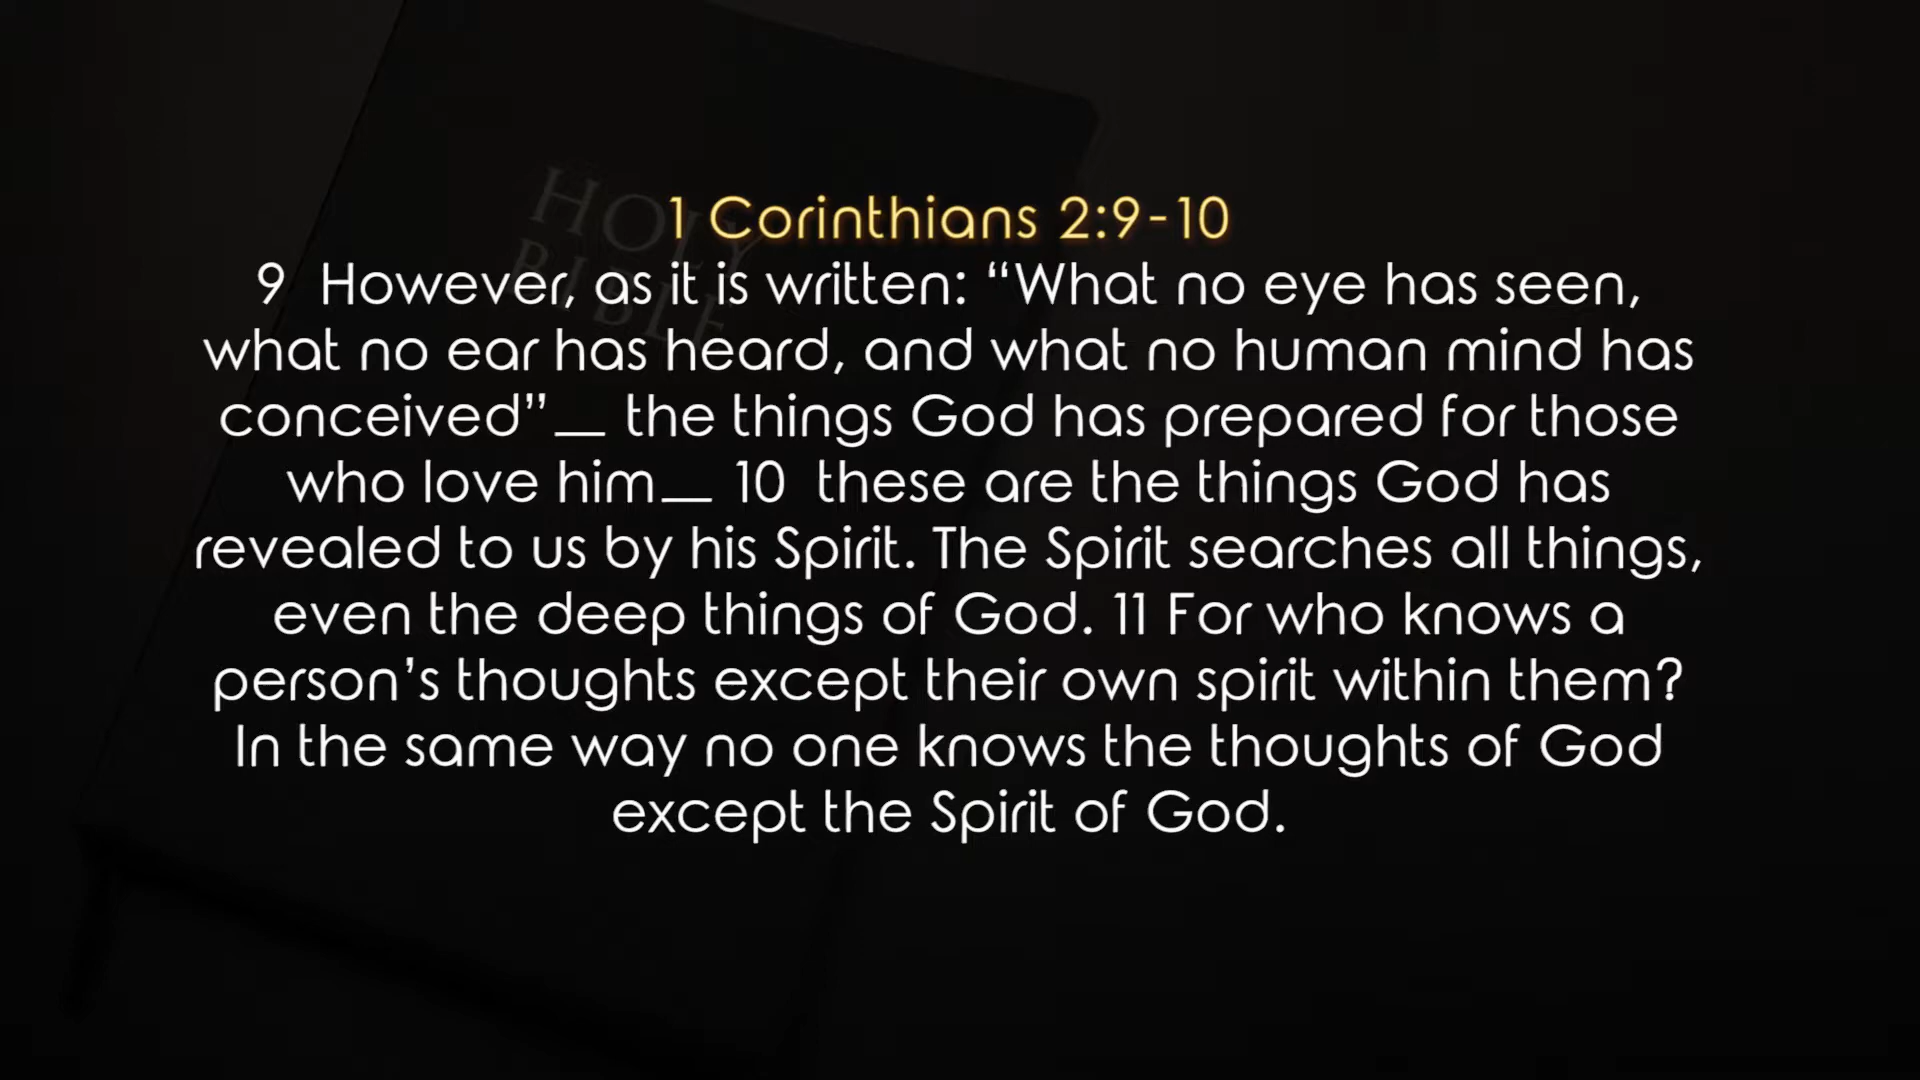 HOLY
BIBLE
1 Corinthians 2:9-10
9 However, as it is written: “What no eye has seen,
what no ear has heard, and what no human mind has
conceived”__ the things God has prepared for those
who love him__ 10 these are the things God has
revealed to us by his Spirit. The Spirit searches all things,
even the deep things of God. 11 For who knows a
person’s thoughts except their own spirit within them?
In the same way no one knows the thoughts of God
except the Spirit of God.